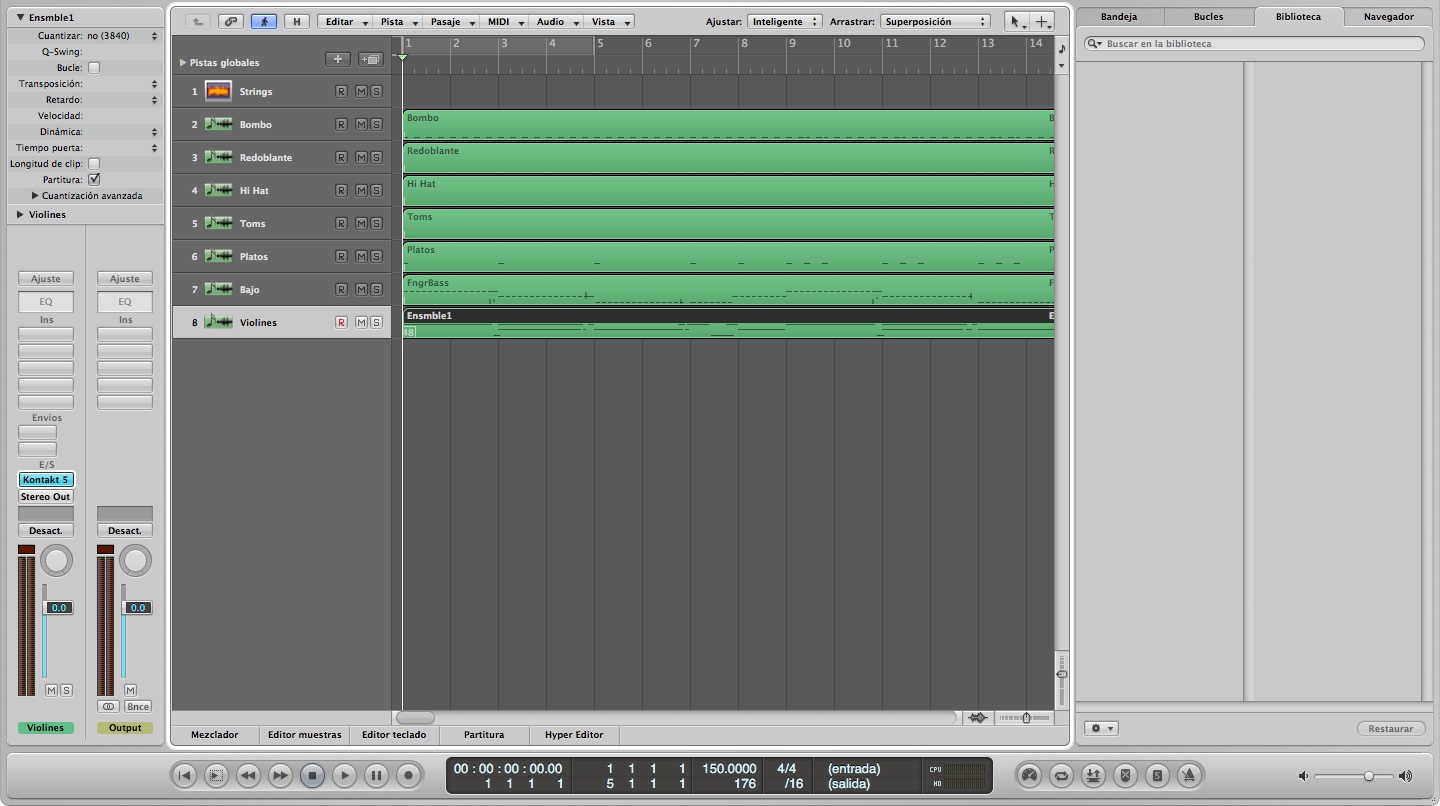 Ensmble1
Cuantizar: no (3840)
Q-Swing:
Bucle:
Transposición:
Retardo:
Velocidad:
Dinámica:
Tiempo puerta:
Longitud de clip:
Partitura:
Cuantización avanzada
Violines
Ajuste Ajuste
EQ EQ
Ins Ins
Envíos
E/S
Kontakt 5
Stereo Out
Desact. Desact.
0.0 0.0
M S M
Bnce
Violines Output
H Editar Pista Pasaje MIDI Audio Vista Ajustar: Inteligente Arrastrar: Superposición
1 2 3 4 5 6 7 8 9 10 11 12 13 14
Pistas globales
1 Strings R M S
2 Bombo R M S
Bombo B
3 Redoblante R M S
Redoblante R
4 Hi Hat R M S
Hi Hat H
5 Toms R M S
Toms T
6 Platos R M S
Platos P
7 Bajo R M S
FngrBass F
8 Violines R M S
Ensmble1 E
Mezclador Editor muestras Editor teclado Partitura Hyper Editor
Bandeja Bucles Biblioteca Navegador
Buscar en la biblioteca
Restaurar
00 : 00 : 00 : 00.00 1 1 1 1 150.0000 4/4 (entrada) CPU
1 1 1 1 5 1 1 1 176 /16 (salida) HD
S